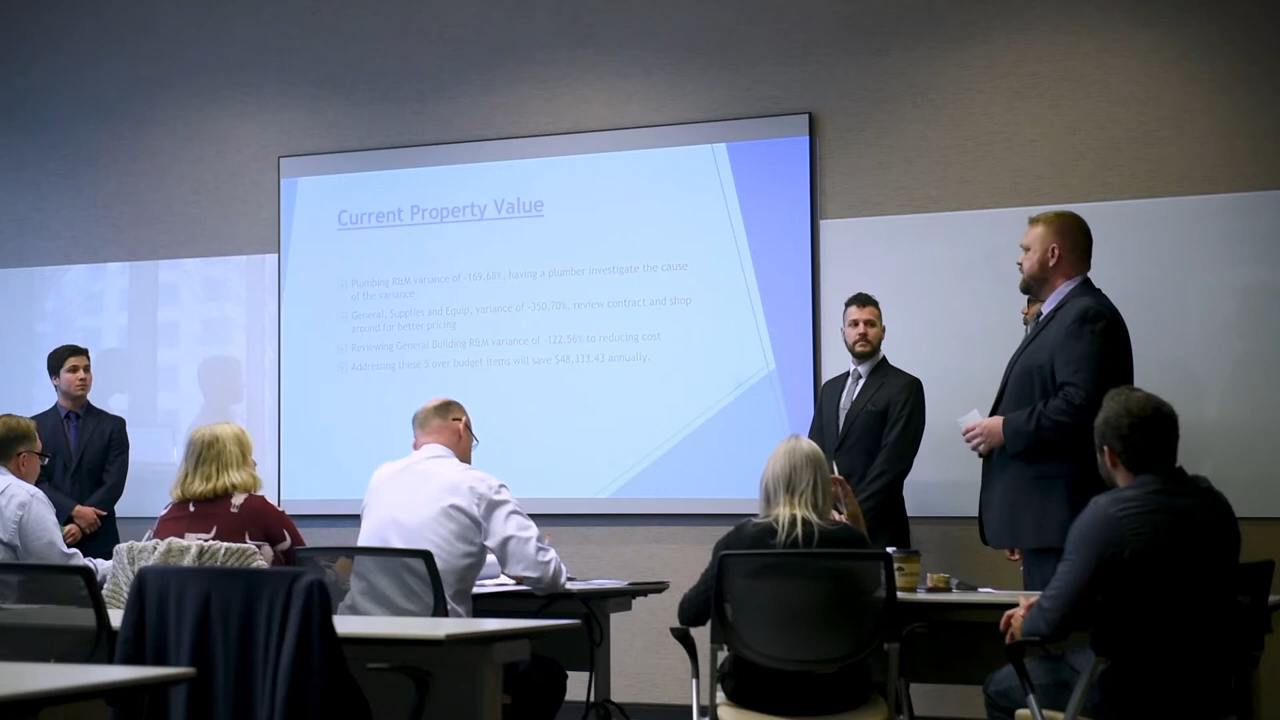 Current Property Value
Plumbing R&M variance of -169.68%, having a plumber investigate the cause
of the variance
General, Supplies and Equip, variance of -350.70%, review contract and shop
around for better pricing
Reviewing General Building R&M variance of -122.56% to reducing cost
Addressing these 5 over budget items will save $48,331.43 annually.